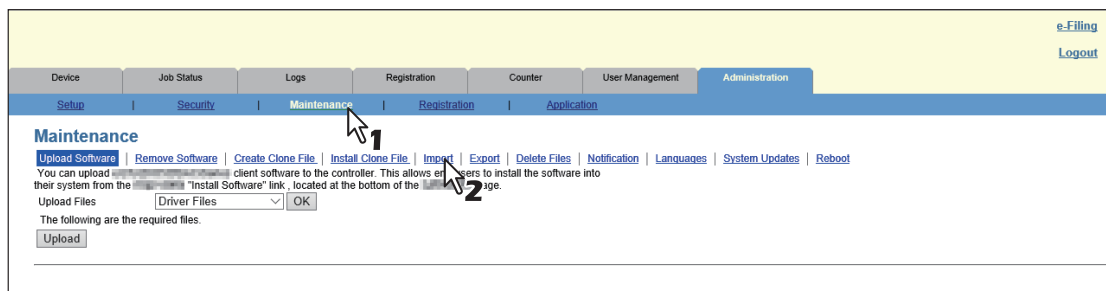 e-Filing
Logout
Device Job Status Logs Registration Counter User Management Administration
Setup | Security | Maintenance | Registration | Application
1
Maintenance
Upload Software | Remove Software | Create Clone File | Install Clone File | Import | Export | Delete Files | Notification | Languages | System Updates | Reboot
You can upload client software to the controller. This allows en sers to install the software into
their system from the "Install Software" link , located at the bottom of the age.
2
Upload Files Driver Files OK
The following are the required files.
Upload